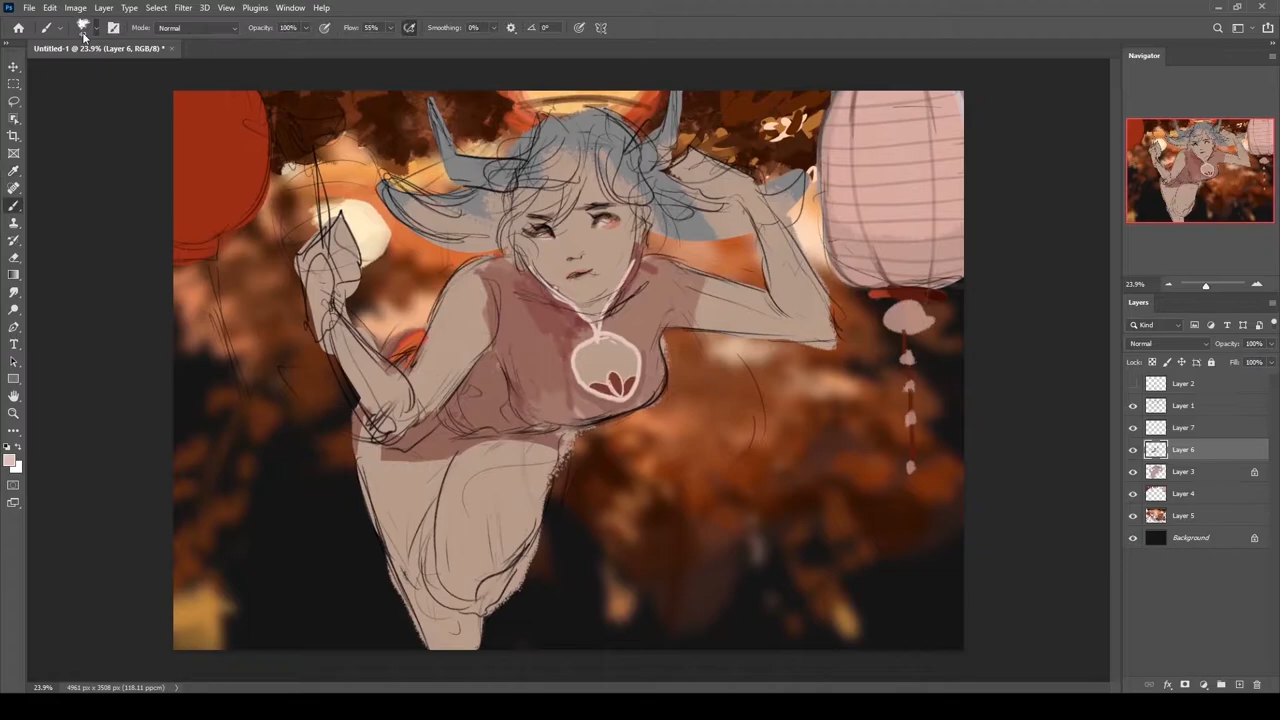 Ps File Edit Image Layer Type Select Filter 3D View Plugins Window Help
Mode: Normal Opacity: 100% Flow: 55% Smoothing: 0% 0°
Untitled-1 @ 23.9% (Layer 6, RGB/8) * ×
Navigator
23.9%
Layers
Kind
Normal Opacity: 100%
Lock: Fill: 100%
Layer 2
Layer 1
Layer 7
Layer 6
Layer 3
Layer 4
Layer 5
Background
23.9% 4961 px x 3508 px (118.11 ppcm)
fx